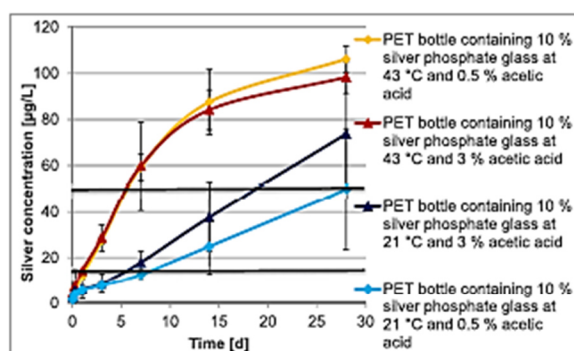 120
100
80
60
40
20
0
Silver concentration [µg/L]
0 5 10 15 20 25 30
Time [d]
PET bottle containing 10 %
silver phosphate glass at
43 °C and 0.5 % acetic
acid
PET bottle containing 10 %
silver phosphate glass at
43 °C and 3 % acetic acid
PET bottle containing 10 %
silver phosphate glass at
21 °C and 3 % acetic acid
PET bottle containing 10 %
silver phosphate glass at
21 °C and 0.5 % acetic
acid